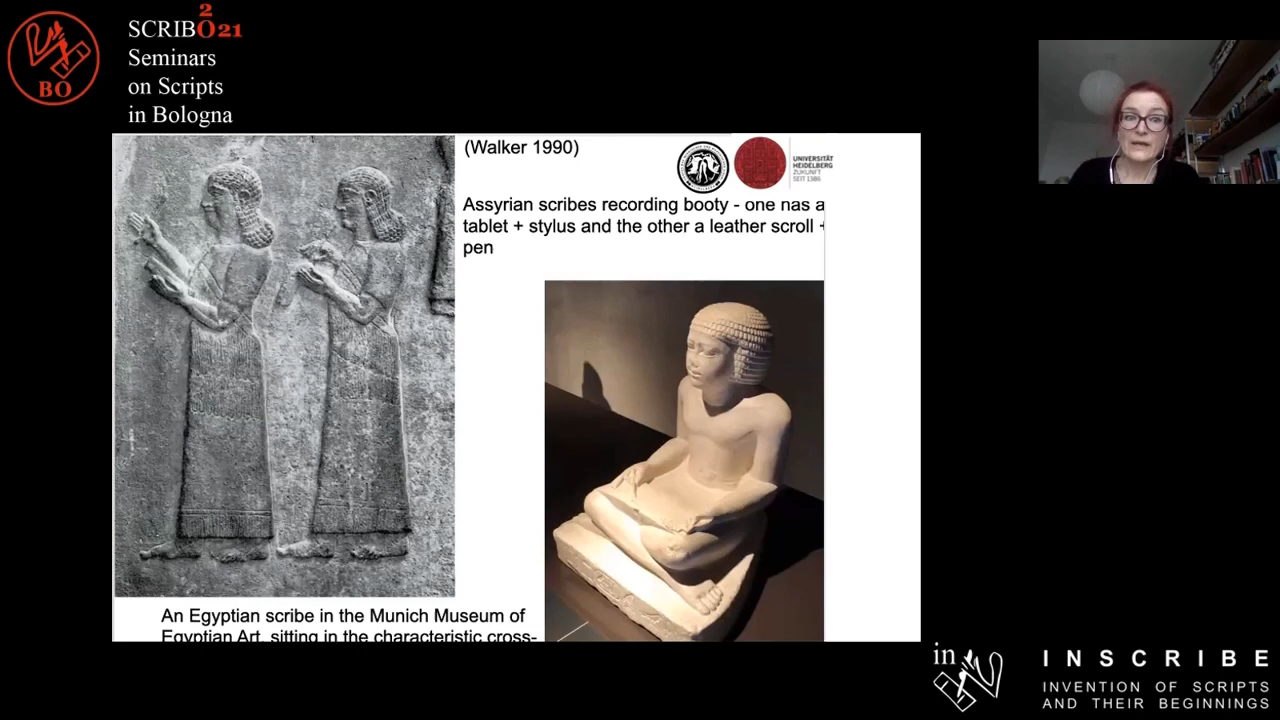 2
SCRIBO21
Seminars
on Scripts
in Bologna
BO
(Walker 1990)
UNIVERSITÄT
HEIDELBERG
ZUKUNFT
SEIT 1386
Assyrian scribes recording booty - one has a
tablet + stylus and the other a leather scroll +
pen
An Egyptian scribe in the Munich Museum of
Egyptian Art, sitting in the characteristic cross-
in
INSCRIBE
INVENTION OF SCRIPTS
AND THEIR BEGINNINGS